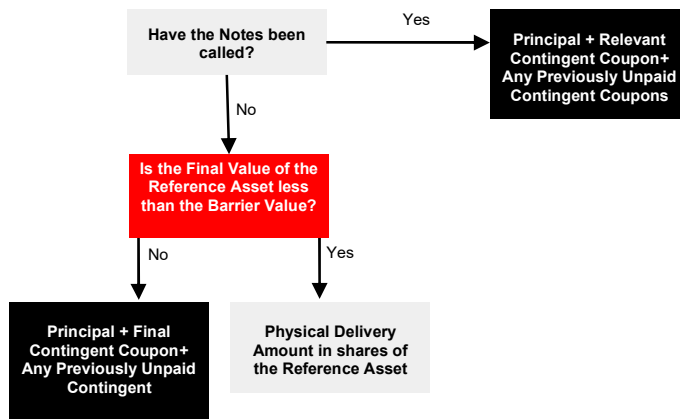 Have the Notes been
called?
Yes
Principal + Relevant
Contingent Coupon+
Any Previously Unpaid
Contingent Coupons
No
Is the Final Value of the
Reference Asset less
than the Barrier Value?
No
Yes
Principal + Final
Contingent Coupon+
Any Previously Unpaid
Contingent
Physical Delivery
Amount in shares of
the Reference Asset